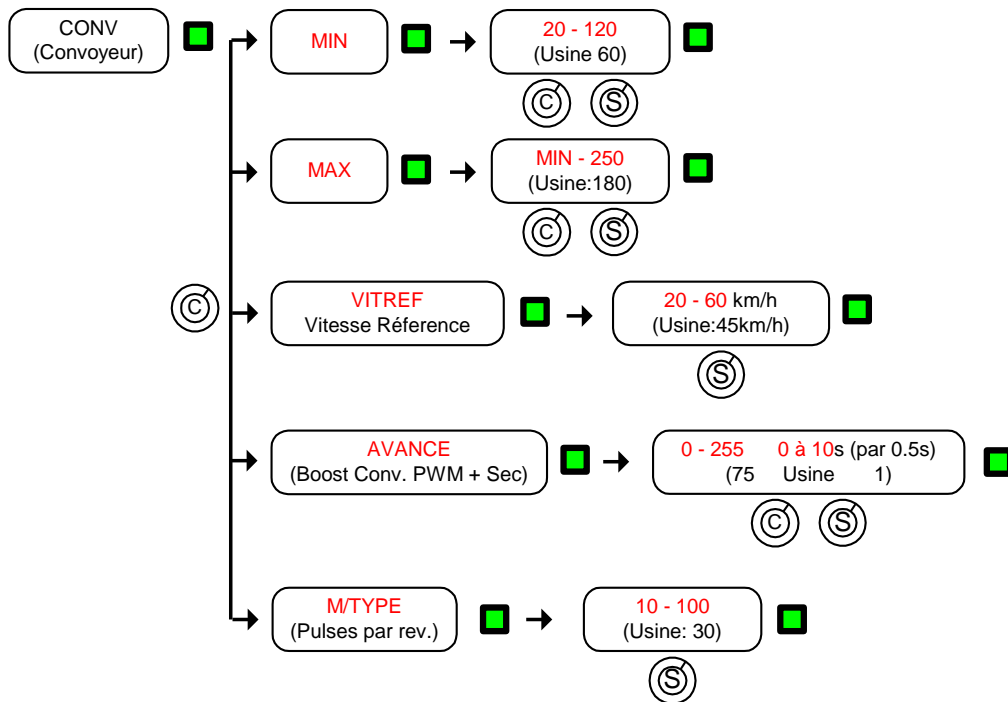 CONV
(Convoyeur)
MIN
20 - 120
(Usine 60)
C S
MAX
MIN - 250
(Usine:180)
C S
C
VITREF
Vitesse Réference
20 - 60 km/h
(Usine:45km/h)
S
AVANCE
(Boost Conv. PWM + Sec)
0 - 255 0 à 10s (par 0.5s)
(75 Usine 1)
C S
M/TYPE
(Pulses par rev.)
10 - 100
(Usine: 30)
S